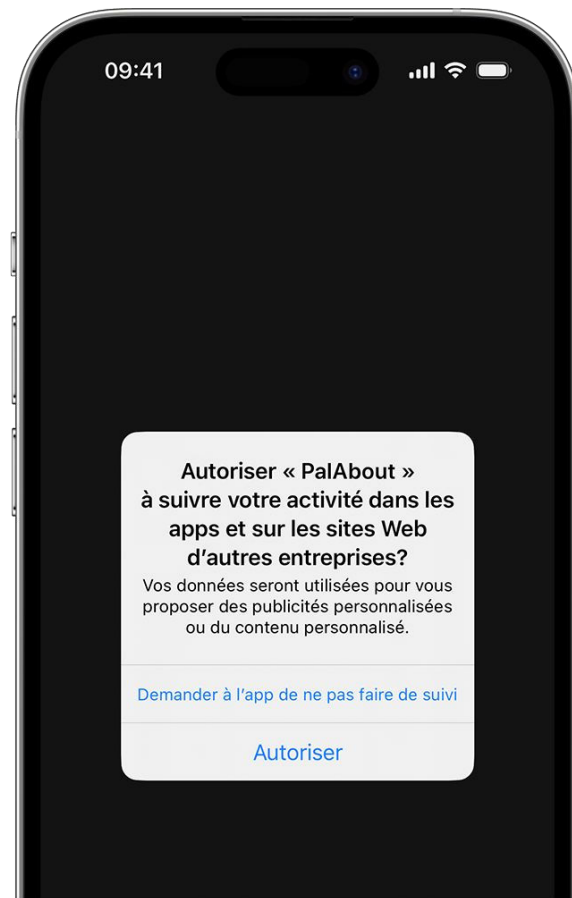 09:41
Autoriser « PalAbout »
à suivre votre activité dans les
apps et sur les sites Web
d’autres entreprises?
Vos données seront utilisées pour vous
proposer des publicités personnalisées
ou du contenu personnalisé.
Demander à l’app de ne pas faire de suivi
Autoriser